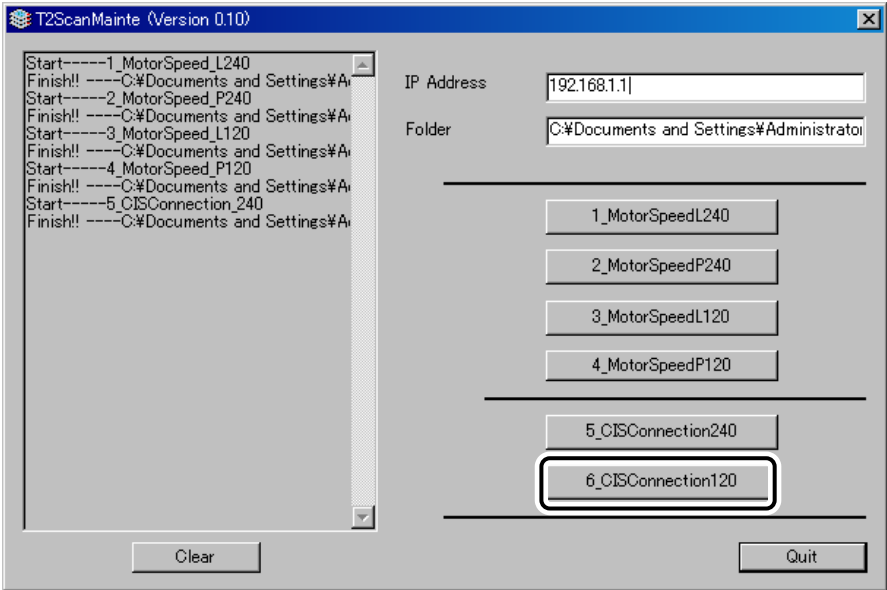 T2ScanMainte (Version 0.10)
Start-----1_MotorSpeed_L240
Finish!! ----C:¥Documents and Settings¥A
Start-----2_MotorSpeed_P240
Finish!! ----C:¥Documents and Settings¥A
Start-----3_MotorSpeed_L120
Finish!! ----C:¥Documents and Settings¥A
Start-----4_MotorSpeed_P120
Finish!! ----C:¥Documents and Settings¥A
Start-----5_CISConnection_240
Finish!! ----C:¥Documents and Settings¥A
Clear
IP Address
192.168.1.1
Folder
C:¥Documents and Settings¥Administrator
1_MotorSpeedL240
2_MotorSpeedP240
3_MotorSpeedL120
4_MotorSpeedP120
5_CISConnection240
6_CISConnection120
Quit